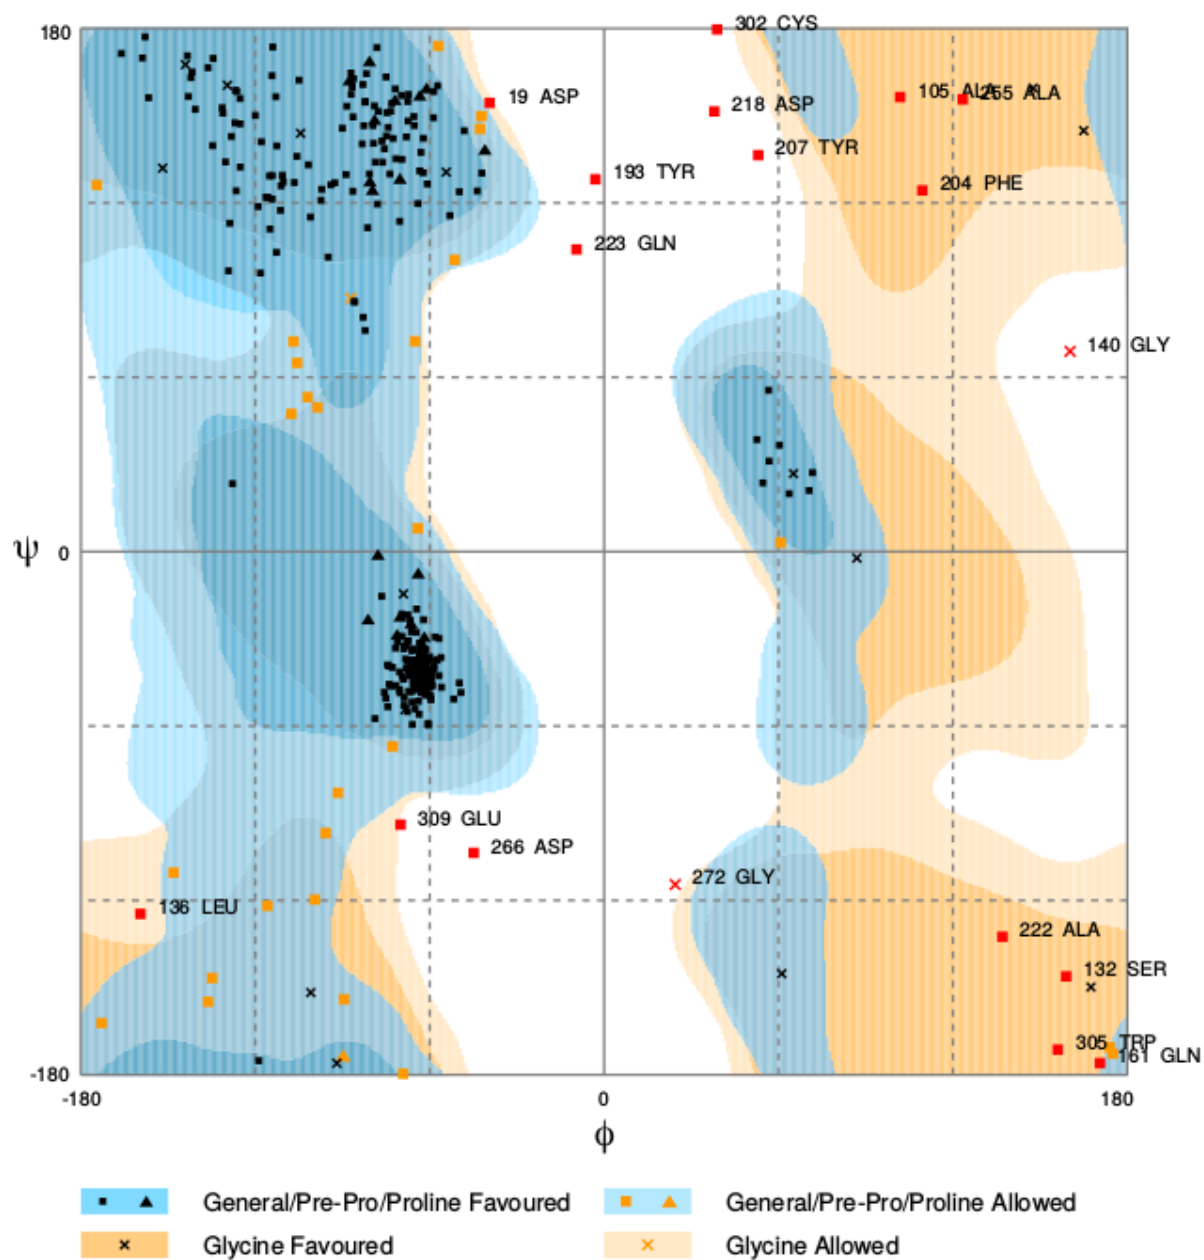 180
302 CYS
19 ASP
218 ASP
105 ALA
255 ALA
207 TYR
193 TYR
204 PHE
223 GLN
140 GLY
ψ
0
309 GLU
266 ASP
272 GLY
136 LEU
222 ALA
132 SER
305 TRP
161 GLN
-180
-180
0
180
ϕ
General/Pre-Pro/Proline Favoured
General/Pre-Pro/Proline Allowed
Glycine Favoured
Glycine Allowed